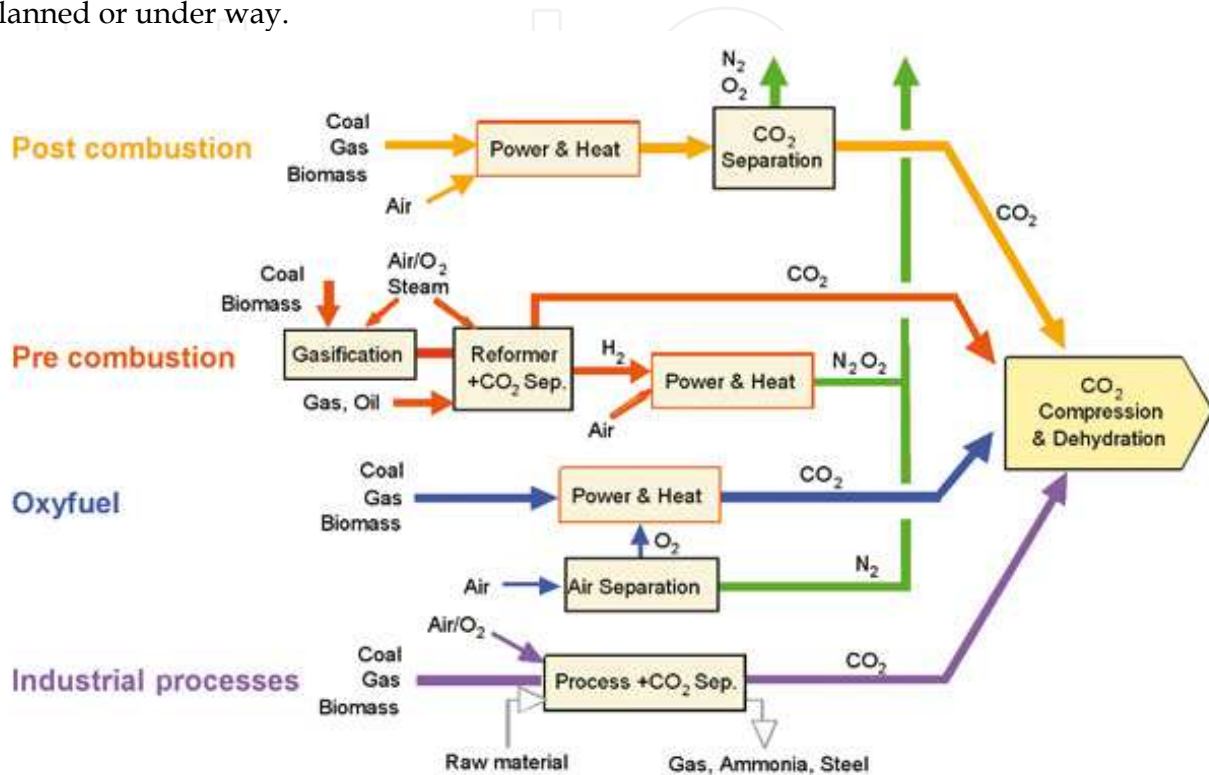 lanned or under way.
N2
O2
Post combustion
Coal
Gas
Biomass
Air
Power & Heat
CO2
Separation
CO2
Pre combustion
Coal
Biomass
Air/O2
Steam
CO2
Gasification
Reformer
+CO2 Sep.
H2
Power & Heat
N2 O2
Gas, Oil
Air
CO2
Compression
& Dehydration
Oxyfuel
Coal
Gas
Biomass
Power & Heat
CO2
O2
Air
Air Separation
N2
Industrial processes
Air/O2
Coal
Gas
Biomass
Process +CO2 Sep.
CO2
Raw material
Gas, Ammonia, Steel